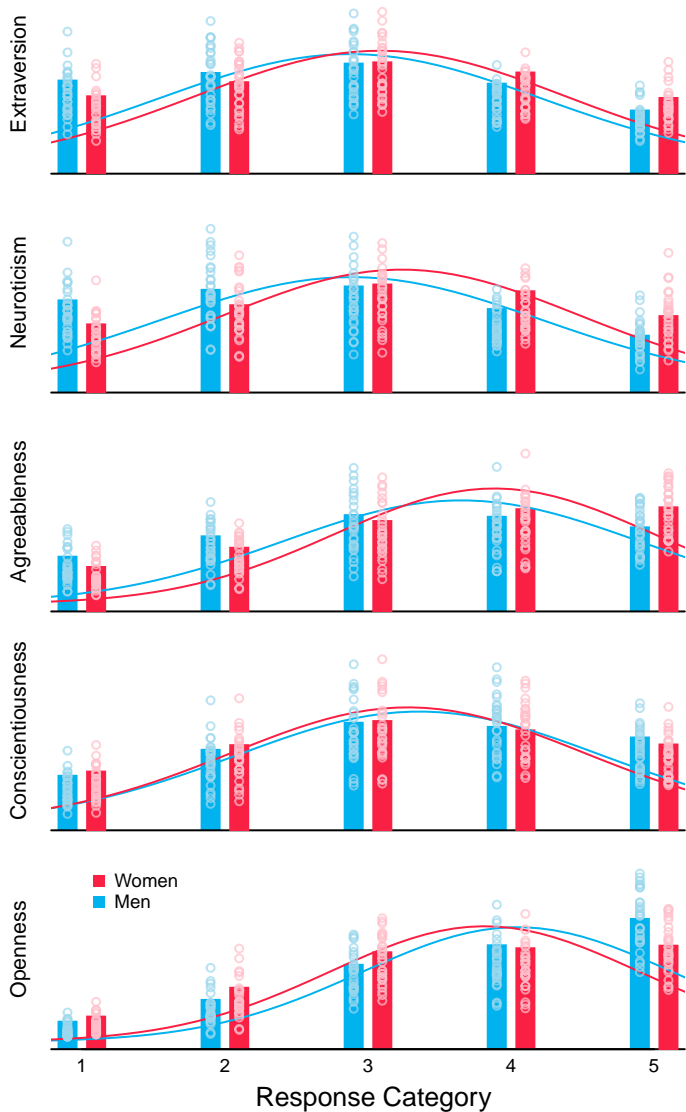 Extraversion
Neuroticism
Agreeableness
Conscientiousness
Openness
Women
Men
1 2 3 4 5
Response Category